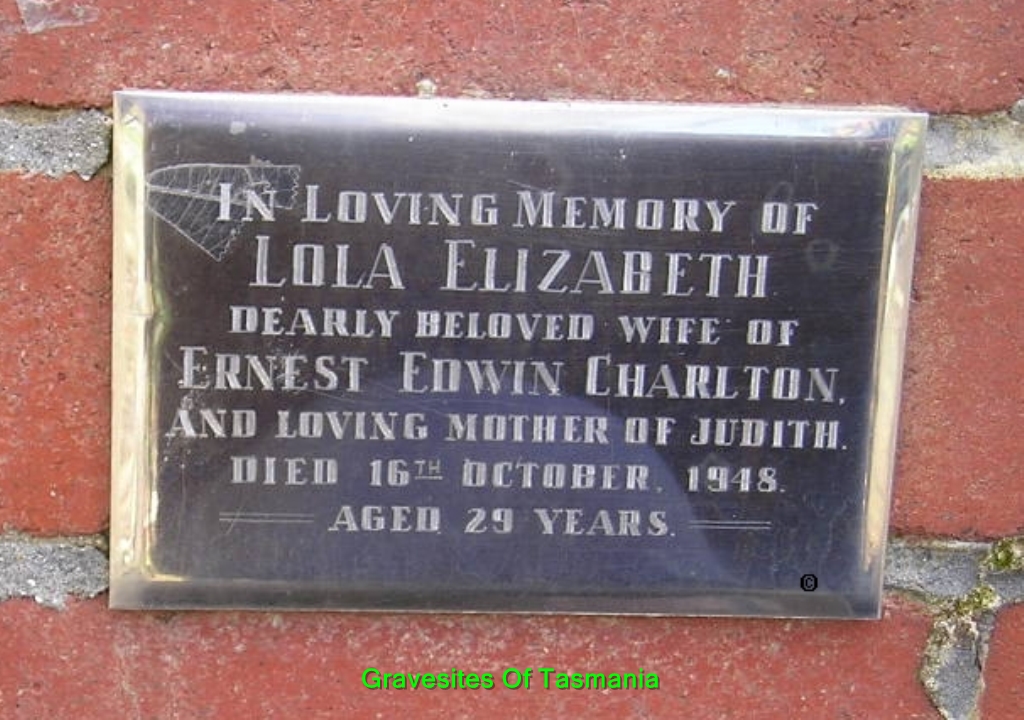 IN LOVING MEMORY OF
LOLA ELIZABETH
DEARLY BELOVED WIFE OF
ERNEST EDWIN CHARLTON,
AND LOVING MOTHER OF JUDITH.
DIED 16TH OCTOBER, 1948.
AGED 29 YEARS.
©
Gravesites Of Tasmania